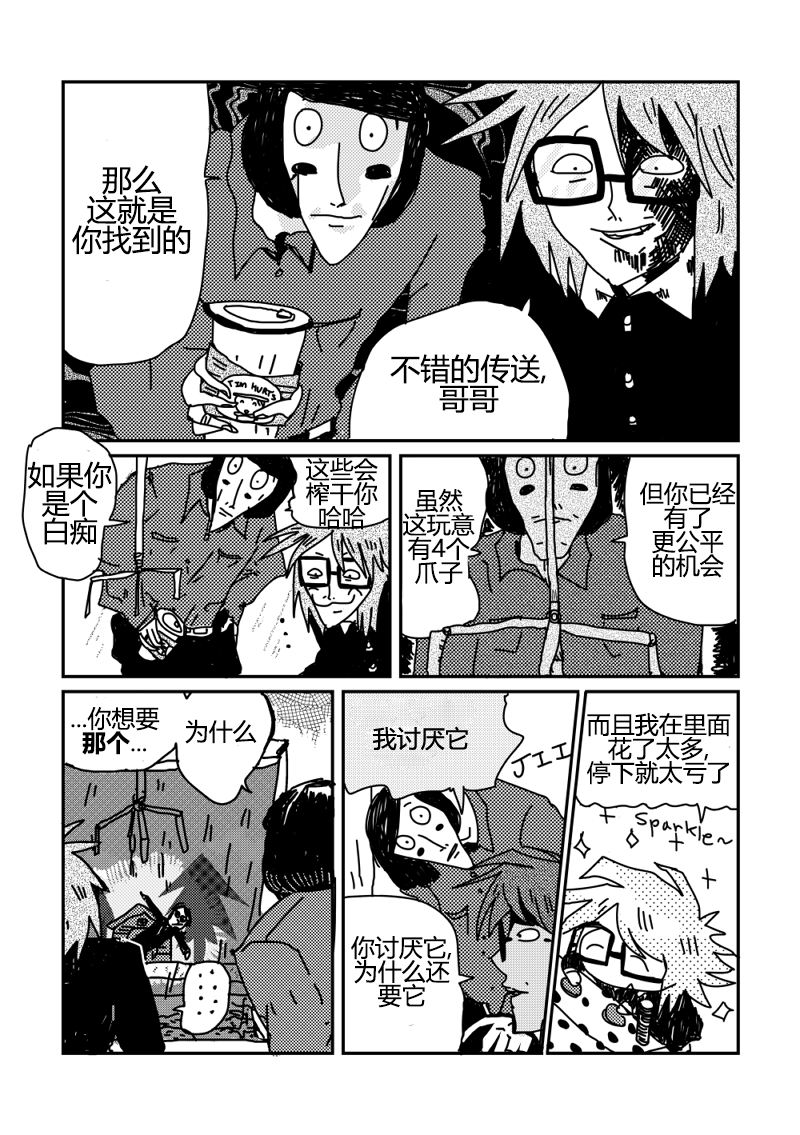 那么
这就是
你找到的
TIM HURTS
不错的传送,
哥哥
如果你
是个
白痴
这些会
榨干你
哈哈
虽然
这玩意
有4个
爪子
但你已经
有了
更公平
的机会
...你想要
那个...
为什么
我讨厌它
JIII
你讨厌它,
为什么还
要它
而且我在里面
花了太多,
停下就太亏了
sparkle~